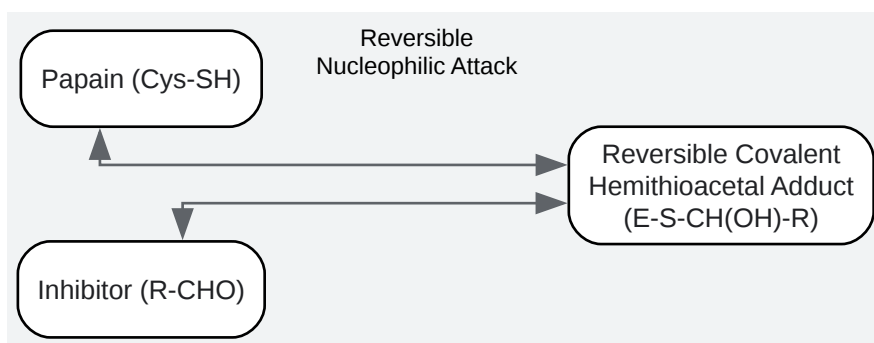 Reversible
Nucleophilic Attack
Papain (Cys-SH)
Reversible Covalent
Hemithioacetal Adduct
(E-S-CH(OH)-R)
Inhibitor (R-CHO)